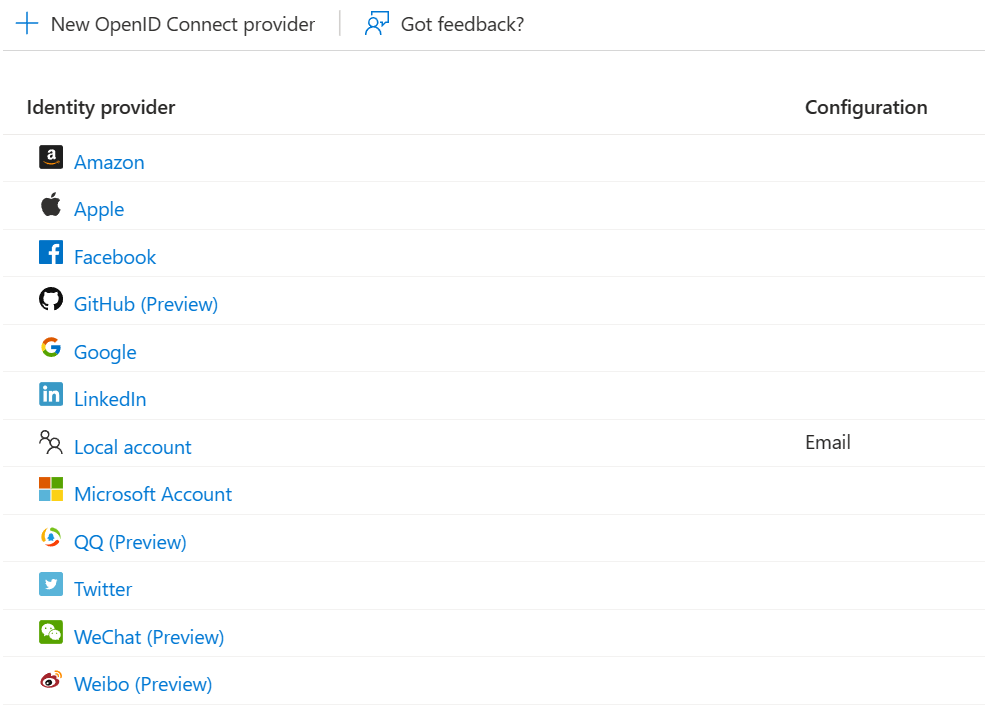 New OpenID Connect provider Got feedback?
Identity provider Configuration
Amazon
Apple
Facebook
GitHub (Preview)
Google
LinkedIn
Local account Email
Microsoft Account
QQ (Preview)
Twitter
WeChat (Preview)
Weibo (Preview)